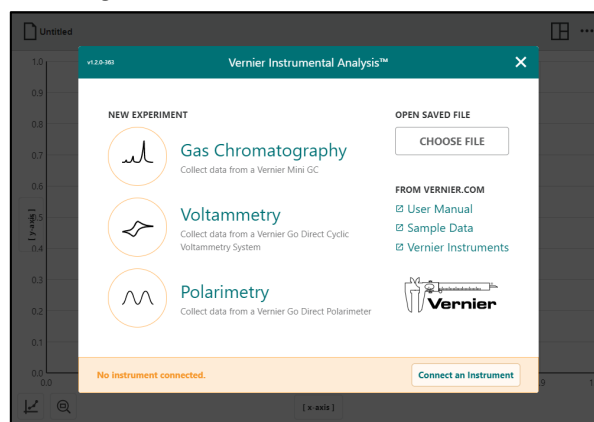 Untitled
v1.2.0-363
Vernier Instrumental Analysis™
NEW EXPERIMENT
Gas Chromatography
Collect data from a Vernier Mini GC
Voltammetry
Collect data from a Vernier Go Direct Cyclic
Voltammetry System
Polarimetry
Collect data from a Vernier Go Direct Polarimeter
OPEN SAVED FILE
CHOOSE FILE
FROM VERNIER.COM
User Manual
Sample Data
Vernier Instruments
Vernier
No instrument connected.
Connect an Instrument
1.0
0.9
0.8
0.7
0.6
[ y-axis ]
0.4
0.3
0.2
0.1
0.0
0.0
[ x-axis ]